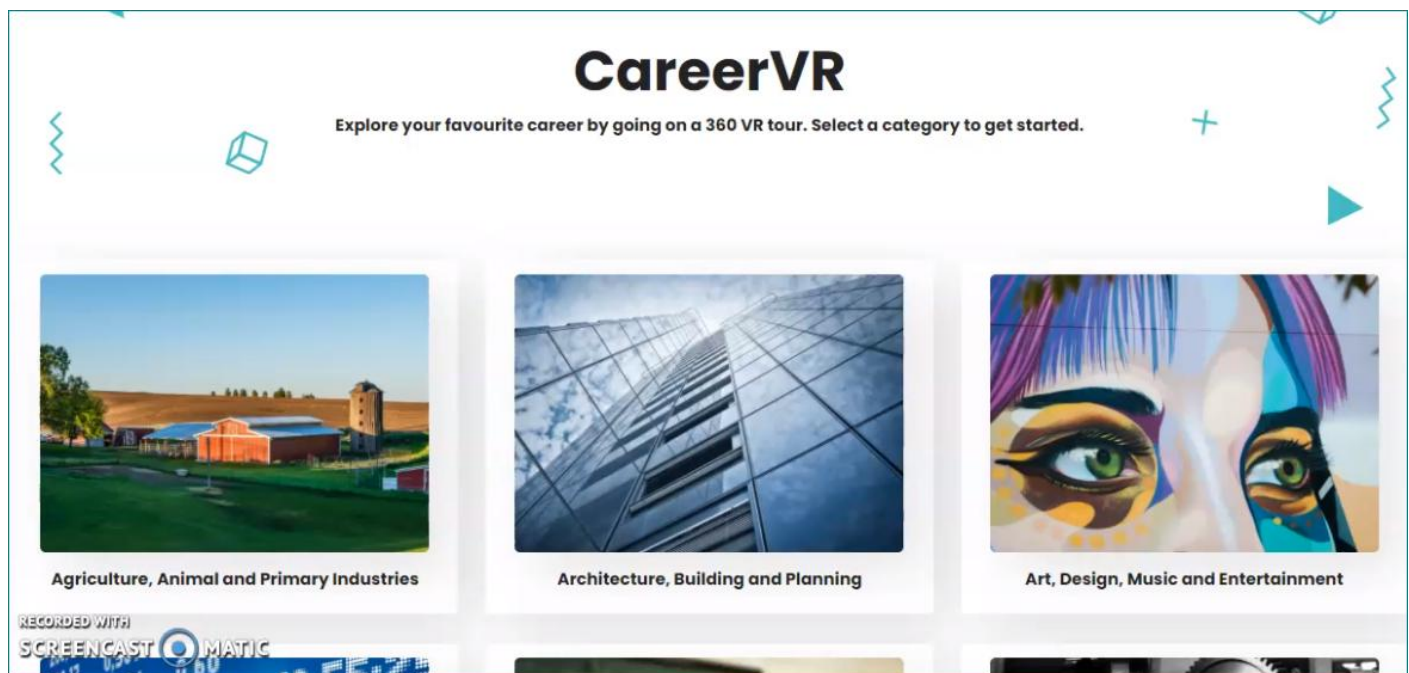 CareerVR
Explore your favourite career by going on a 360 VR tour. Select a category to get started.
Agriculture, Animal and Primary Industries
Architecture, Building and Planning
Art, Design, Music and Entertainment
RECORDED WITH
SCREENCAST MATIC